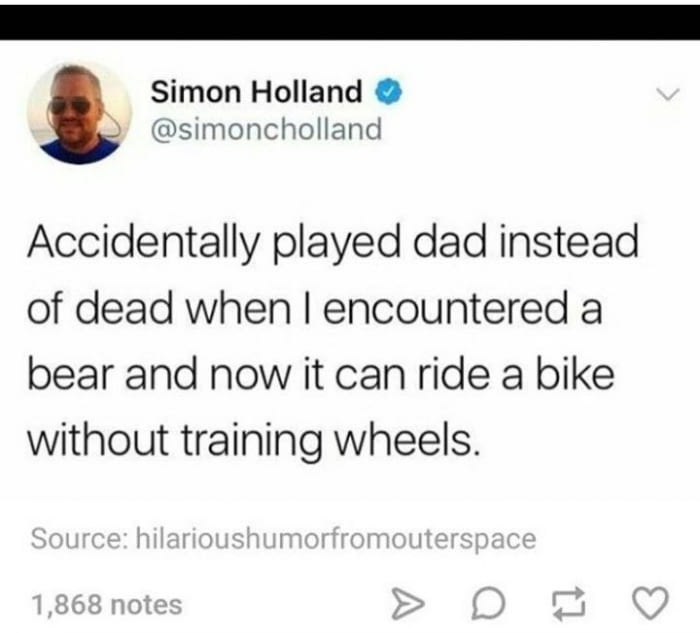 Simon Holland
@simoncholland
Accidentally played dad instead
of dead when I encountered a
bear and now it can ride a bike
without training wheels.
Source: hilarioushumorfromouterspace
1,868 notes